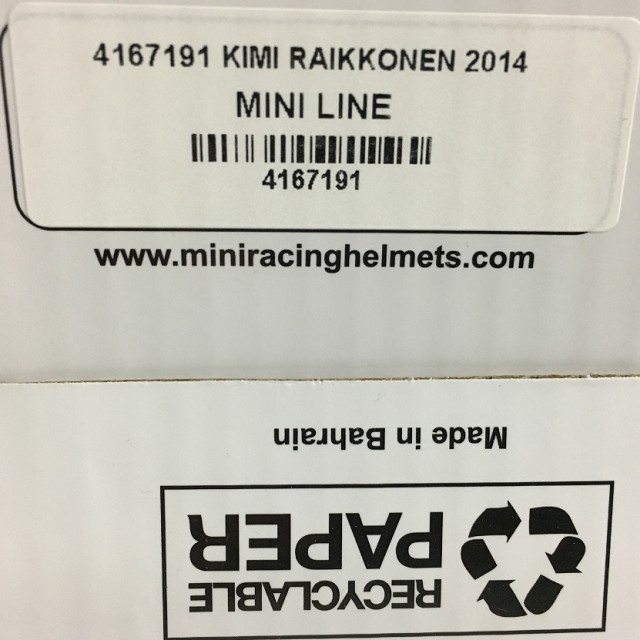 4167191 KIMI RAIKKONEN 2014
MINI LINE
4167191
www.miniracinghelmets.com
Made in Bahrain
RECYCLABLE
PAPER